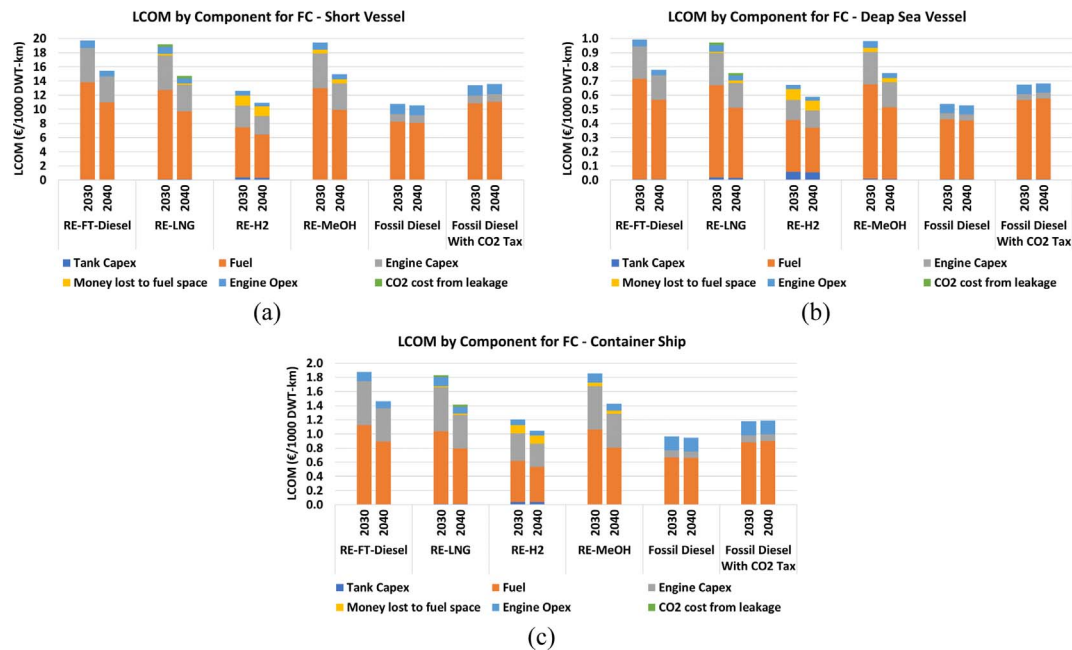 LCOM by Component for FC - Short Vessel
LCOM (€/1000 DWT-km)
20
18
16
14
12
10
8
6
4
2
0
2030 2040 2030 2040 2030 2040 2030 2040 2030 2040 2030 2040
RE-FT-Diesel RE-LNG RE-H2 RE-MeOH Fossil Diesel Fossil Diesel
With CO2 Tax
Tank Capex Fuel Engine Capex
Money lost to fuel space Engine Opex CO2 cost from leakage
(a)
LCOM by Component for FC - Deap Sea Vessel
LCOM (€/1000 DWT-km)
1.0
0.9
0.8
0.7
0.6
0.5
0.4
0.3
0.2
0.1
0.0
2030 2040 2030 2040 2030 2040 2030 2040 2030 2040 2030 2040
RE-FT-Diesel RE-LNG RE-H2 RE-MeOH Fossil Diesel Fossil Diesel
With CO2 Tax
Tank Capex Fuel Engine Capex
Money lost to fuel space Engine Opex CO2 cost from leakage
(b)
LCOM by Component for FC - Container Ship
LCOM (€/1000 DWT-km)
2.0
1.8
1.6
1.4
1.2
1.0
0.8
0.6
0.4
0.2
0.0
2030 2040 2030 2040 2030 2040 2030 2040 2030 2040 2030 2040
RE-FT-Diesel RE-LNG RE-H2 RE-MeOH Fossil Diesel Fossil Diesel
With CO2 Tax
Tank Capex Fuel Engine Capex
Money lost to fuel space Engine Opex CO2 cost from leakage
(c)